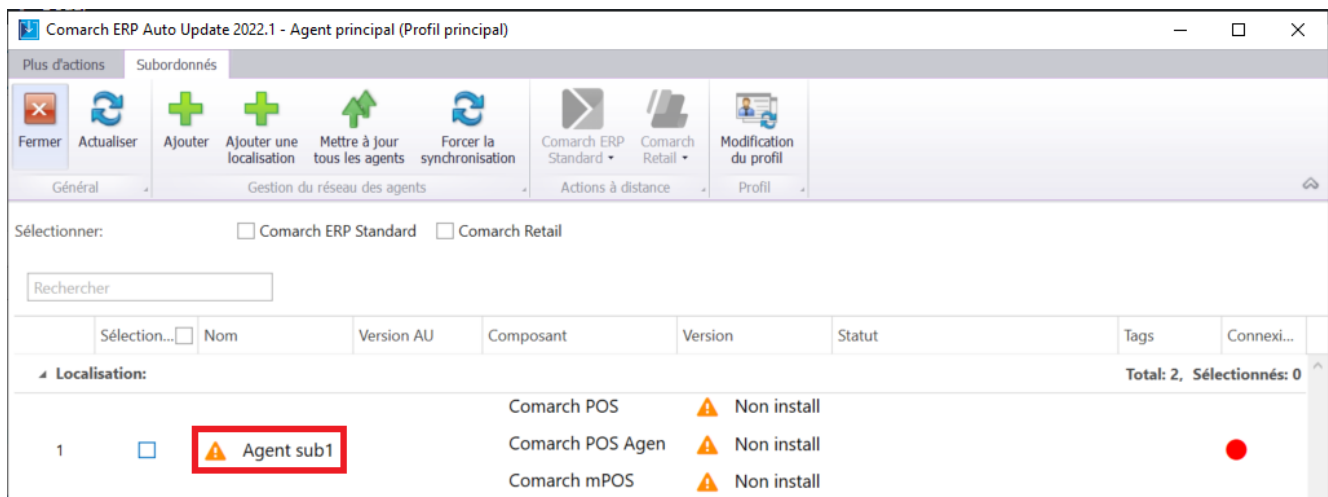 Comarch ERP Auto Update 2022.1 - Agent principal (Profil principal)
Plus d'actions Subordonnés
Fermer Actualiser Ajouter Ajouter une localisation Mettre à jour tous les agents Forcer la synchronisation Comarch ERP Standard Comarch Retail Modification du profil
Général Gestion du réseau des agents Actions à distance Profil
Sélectionner: Comarch ERP Standard Comarch Retail
Rechercher
Sélection... Nom Version AU Composant Version Statut Tags Connexi...
Localisation: Total: 2, Sélectionnés: 0
Comarch POS Non install
1 Agent sub1 Comarch POS Agen Non install
Comarch mPOS Non install